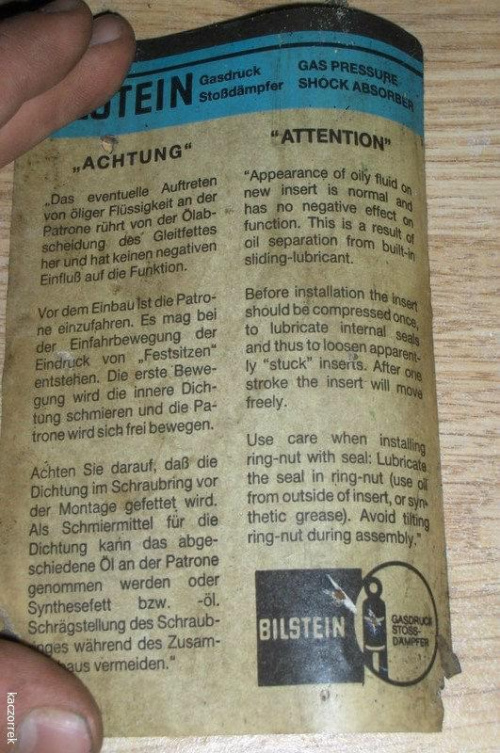 Gasdruck
Stoßdämpfer
GAS PRESSURE
SHOCK ABSORBER
„ACHTUNG“
„Das eventuelle Auftreten
von öliger Flüssigkeit an der
Patrone rührt von der Ölab-
scheidung des Gleitfettes
her und hat keinen negativen
Einfluß auf die Funktion.
Vor dem Einbau ist die Patro-
ne einzufahren. Es mag bei
der Einfahrbewegung der
Eindruck von „Festsitzen“
entstehen. Die erste Bewe-
gung wird die innere Dich-
tung schmieren und die Pa-
trone wird sich frei bewegen.
Achten Sie darauf, daß die
Dichtung im Schraubring vor
der Montage gefettet wird.
Als Schmiermittel für die
Dichtung kann das abge-
schiedene Öl an der Patrone
genommen werden oder
Synthesefett bzw. -öl.
Schrägstellung des Schraub-
während des Zusam-
vermeiden.“
“ATTENTION”
“Appearance of oily fluid on
new insert is normal and
has no negative effect on
function. This is a result of
oil separation from built-in
sliding-lubricant.
Before installation the insert
should be compressed once,
to lubricate internal seals
and thus to loosen apparent-
ly “stuck” inserts. After one
stroke the insert will move
freely.
Use care when installing
ring-nut with seal: Lubricate
the seal in ring-nut (use oil
from outside of insert, or syn-
thetic grease). Avoid tilting
ring-nut during assembly.”
BILSTEIN
GASDRUCK
STOSS-
DÄMPFER
kaczorrek